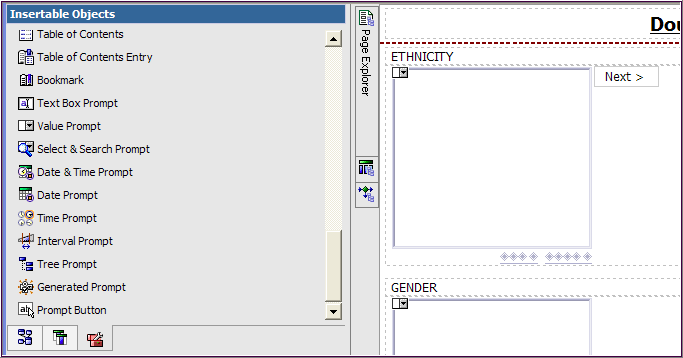 Insertable Objects
Table of Contents
Table of Contents Entry
Bookmark
Text Box Prompt
Value Prompt
Select & Search Prompt
Date & Time Prompt
Date Prompt
Time Prompt
Interval Prompt
Tree Prompt
Generated Prompt
Prompt Button
Page Explorer
Dou
ETHNICITY
Next >
GENDER